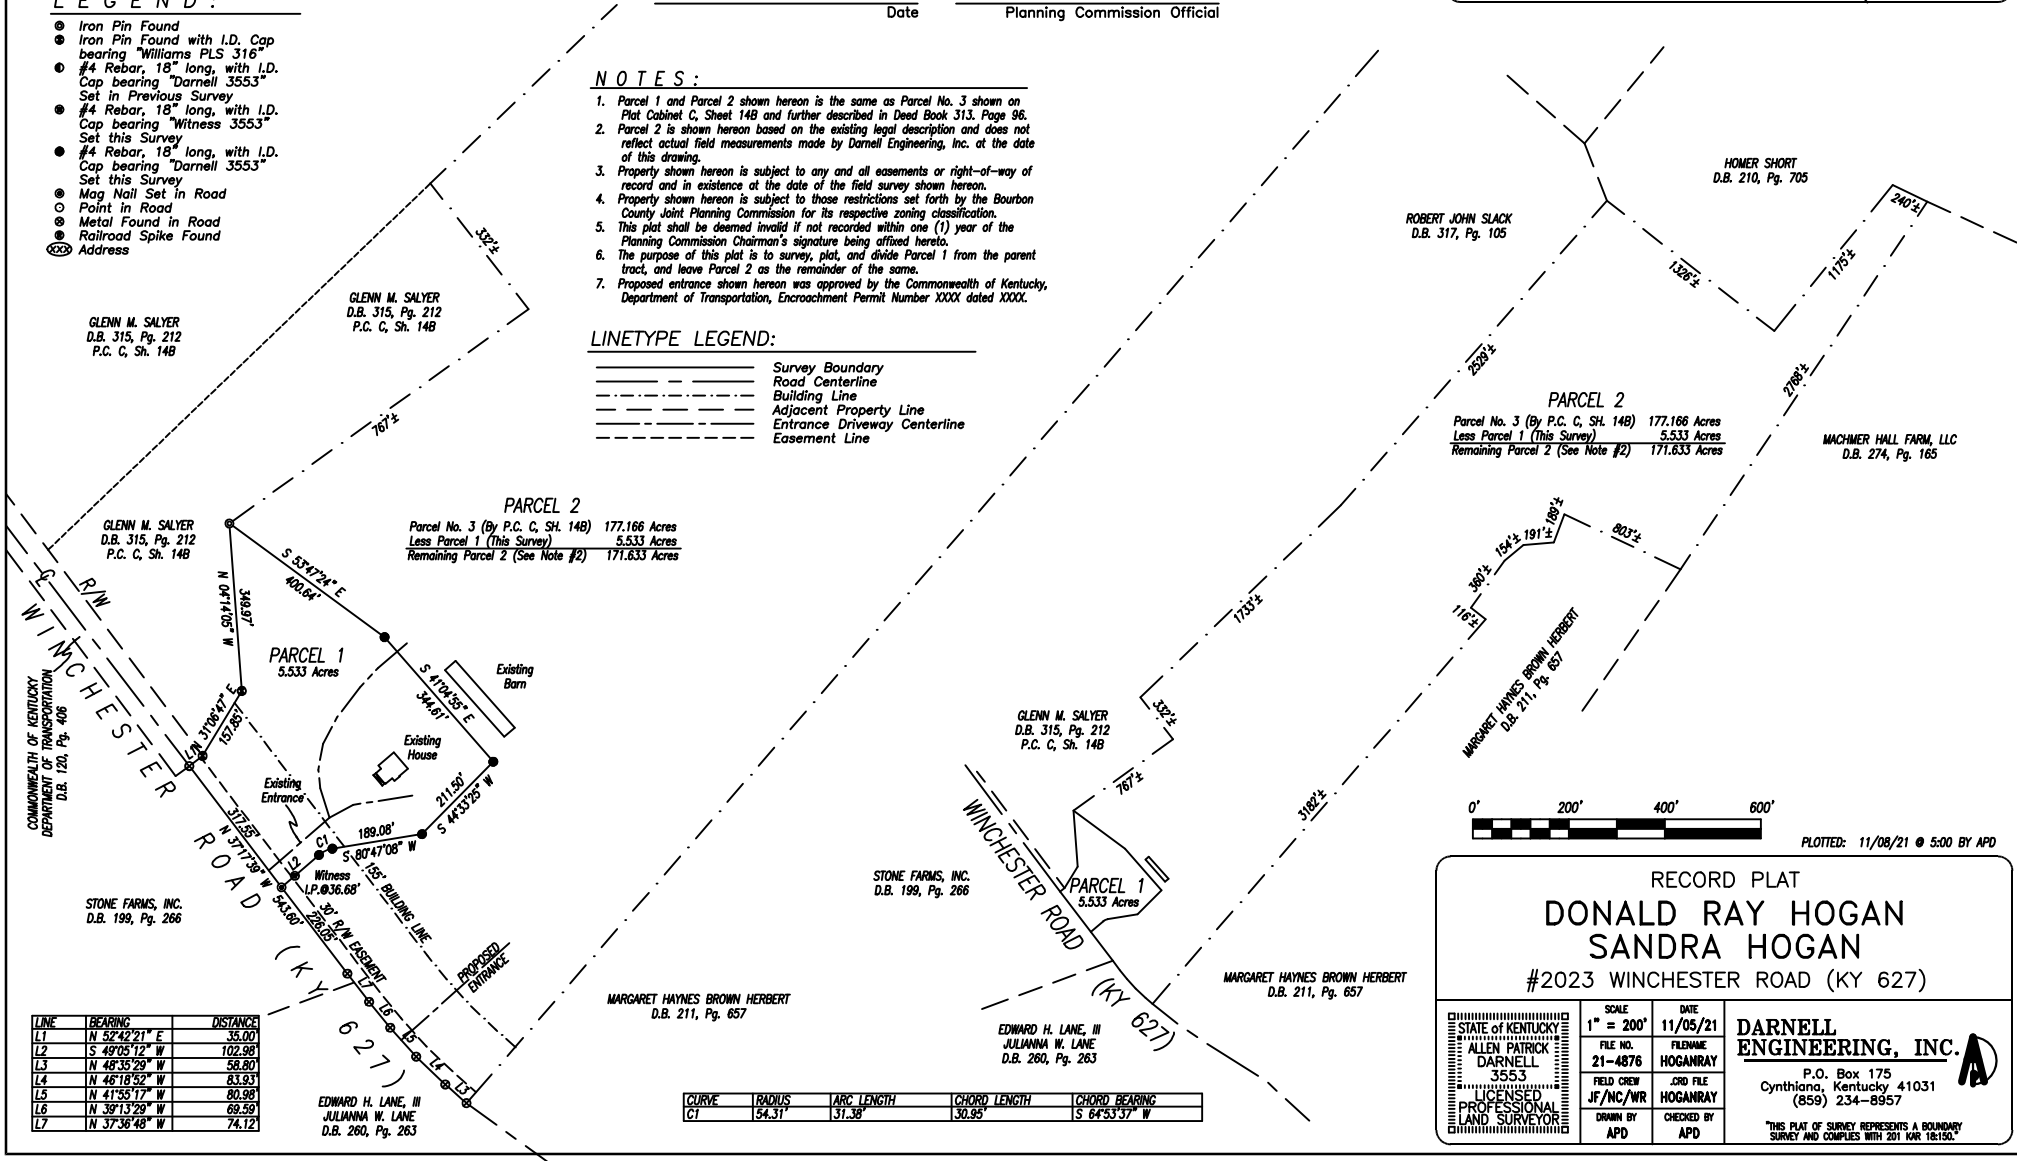 L E G E N D :
Iron Pin Found
Iron Pin Found with I.D. Cap
bearing "Williams PLS 316"
#4 Rebar, 18" long, with I.D.
Cap bearing "Darnell 3553"
Set in Previous Survey
#4 Rebar, 18" long, with I.D.
Cap bearing "Witness 3553"
Set this Survey
#4 Rebar, 18" long, with I.D.
Cap bearing "Darnell 3553"
Set this Survey
Mag Nail Set in Road
Point in Road
Metal Found in Road
Railroad Spike Found
XXX Address
Date
Planning Commission Official
N O T E S :
1. Parcel 1 and Parcel 2 shown hereon is the same as Parcel No. 3 shown on
Plat Cabinet C, Sheet 14B and further described in Deed Book 313. Page 96.
2. Parcel 2 is shown hereon based on the existing legal description and does not
reflect actual field measurements made by Darnell Engineering, Inc. at the date
of this drawing.
3. Property shown hereon is subject to any and all easements or right-of-way of
record and in existence at the date of the field survey shown hereon.
4. Property shown hereon is subject to those restrictions set forth by the Bourbon
County Joint Planning Commission for its respective zoning classification.
5. This plat shall be deemed invalid if not recorded within one (1) year of the
Planning Commission Chairman's signature being affixed hereto.
6. The purpose of this plat is to survey, plat, and divide Parcel 1 from the parent
tract, and leave Parcel 2 as the remainder of the same.
7. Proposed entrance shown hereon was approved by the Commonwealth of Kentucky,
Department of Transportation, Encroachment Permit Number XXXX dated XXXX.
LINETYPE LEGEND:
Survey Boundary
Road Centerline
Building Line
Adjacent Property Line
Entrance Driveway Centerline
Easement Line
GLENN M. SALYER
D.B. 315, Pg. 212
P.C. C, Sh. 14B
GLENN M. SALYER
D.B. 315, Pg. 212
P.C. C, Sh. 14B
332'±
767'±
GLENN M. SALYER
D.B. 315, Pg. 212
P.C. C, Sh. 14B
PARCEL 2
Parcel No. 3 (By P.C. C, SH. 14B) 177.166 Acres
Less Parcel 1 (This Survey) 5.533 Acres
Remaining Parcel 2 (See Note #2) 171.633 Acres
R/W
S 53°47'24" E
400.64'
349.97'
N 04°14'05" W
PARCEL 1
5.533 Acres
S 41°04'55" E
344.61'
Existing
Barn
Existing
House
Existing
Entrance
L1
N 31°06'47" E
157.85'
211.50'
S 44°33'25" W
189.08'
S 80°47'08" W
C1
L2
Witness
I.P.@36.68'
317.55'
N 37°17'39" W
543.60'
226.05'
155' BUILDING LINE
30' R/W EASEMENT
PROPOSED
ENTRANCE
L7
L6
L5
L4
L3
WINCHESTER ROAD (KY 627)
COMMONWEALTH OF KENTUCKY
DEPARTMENT OF TRANSPORTATION
D.B. 120, Pg. 406
STONE FARMS, INC.
D.B. 199, Pg. 266
EDWARD H. LANE, III
JULIANNA W. LANE
D.B. 260, Pg. 263
MARGARET HAYNES BROWN HERBERT
D.B. 211, Pg. 657
LINE BEARING DISTANCE
L1 N 52°42'21" E 35.00'
L2 S 49°05'12" W 102.98'
L3 N 48°35'29" W 58.80'
L4 N 46°18'52" W 83.93'
L5 N 41°55'17" W 80.98'
L6 N 39°13'29" W 69.59'
L7 N 37°36'48" W 74.12'
CURVE RADIUS ARC LENGTH CHORD LENGTH CHORD BEARING
C1 54.31' 31.38' 30.95' S 64°53'37" W
HOMER SHORT
D.B. 210, Pg. 705
ROBERT JOHN SLACK
D.B. 317, Pg. 105
240'±
1175'±
1326'±
2529'±
2768'±
PARCEL 2
Parcel No. 3 (By P.C. C, SH. 14B) 177.166 Acres
Less Parcel 1 (This Survey) 5.533 Acres
Remaining Parcel 2 (See Note #2) 171.633 Acres
MACHMER HALL FARM, LLC
D.B. 274, Pg. 165
189'±
191'±
154'±
803'±
360'±
116'±
1733'±
MARGARET HAYNES BROWN HERBERT
D.B. 211, Pg. 657
GLENN M. SALYER
D.B. 315, Pg. 212
P.C. C, Sh. 14B
332'±
767'±
3182'±
STONE FARMS, INC.
D.B. 199, Pg. 266
PARCEL 1
5.533 Acres
WINCHESTER ROAD
(KY 627)
EDWARD H. LANE, III
JULIANNA W. LANE
D.B. 260, Pg. 263
MARGARET HAYNES BROWN HERBERT
D.B. 211, Pg. 657
0' 200' 400' 600'
PLOTTED: 11/08/21 @ 5:00 BY APD
RECORD PLAT
DONALD RAY HOGAN
SANDRA HOGAN
#2023 WINCHESTER ROAD (KY 627)
STATE of KENTUCKY
ALLEN PATRICK
DARNELL
3553
LICENSED
PROFESSIONAL
LAND SURVEYOR
SCALE DATE
1" = 200' 11/05/21
FILE NO. FILENAME
21-4876 HOGANRAY
FIELD CREW .CRD FILE
JF/NC/WR HOGANRAY
DRAWN BY CHECKED BY
APD APD
DARNELL
ENGINEERING, INC.
P.O. Box 175
Cynthiana, Kentucky 41031
(859) 234-8957
"THIS PLAT OF SURVEY REPRESENTS A BOUNDARY
SURVEY AND COMPLIES WITH 201 KAR 18:150."